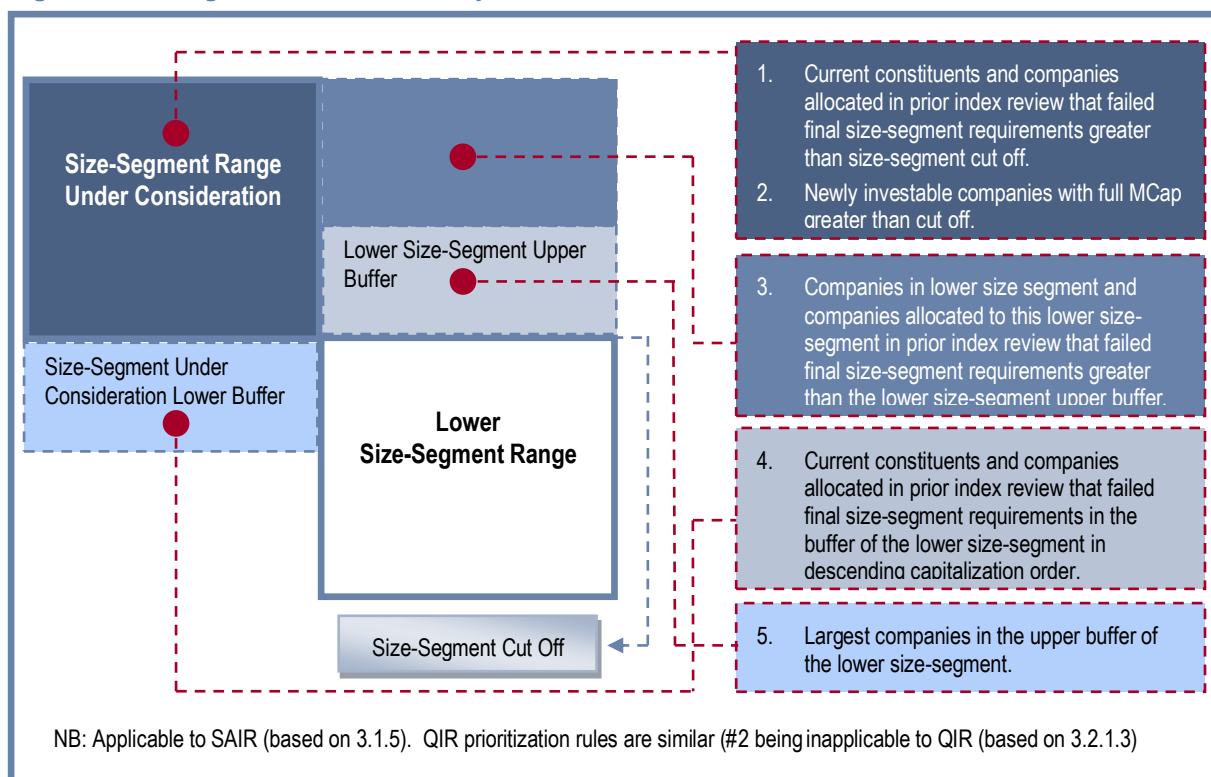 Size-Segment Range
Under Consideration
Lower Size-Segment Upper
Buffer
Size-Segment Under
Consideration Lower Buffer
Lower
Size-Segment Range
Size-Segment Cut Off
1. Current constituents and companies
allocated in prior index review that failed
final size-segment requirements greater
than size-segment cut off.
2. Newly investable companies with full MCap
greater than cut off.
3. Companies in lower size segment and
companies allocated to this lower size-
segment in prior index review that failed
final size-segment requirements greater
than the lower size-segment upper buffer.
4. Current constituents and companies
allocated in prior index review that failed
final size-segment requirements in the
buffer of the lower size-segment in
descending capitalization order.
5. Largest companies in the upper buffer of
the lower size-segment.
NB: Applicable to SAIR (based on 3.1.5). QIR prioritization rules are similar (#2 being inapplicable to QIR (based on 3.2.1.3)